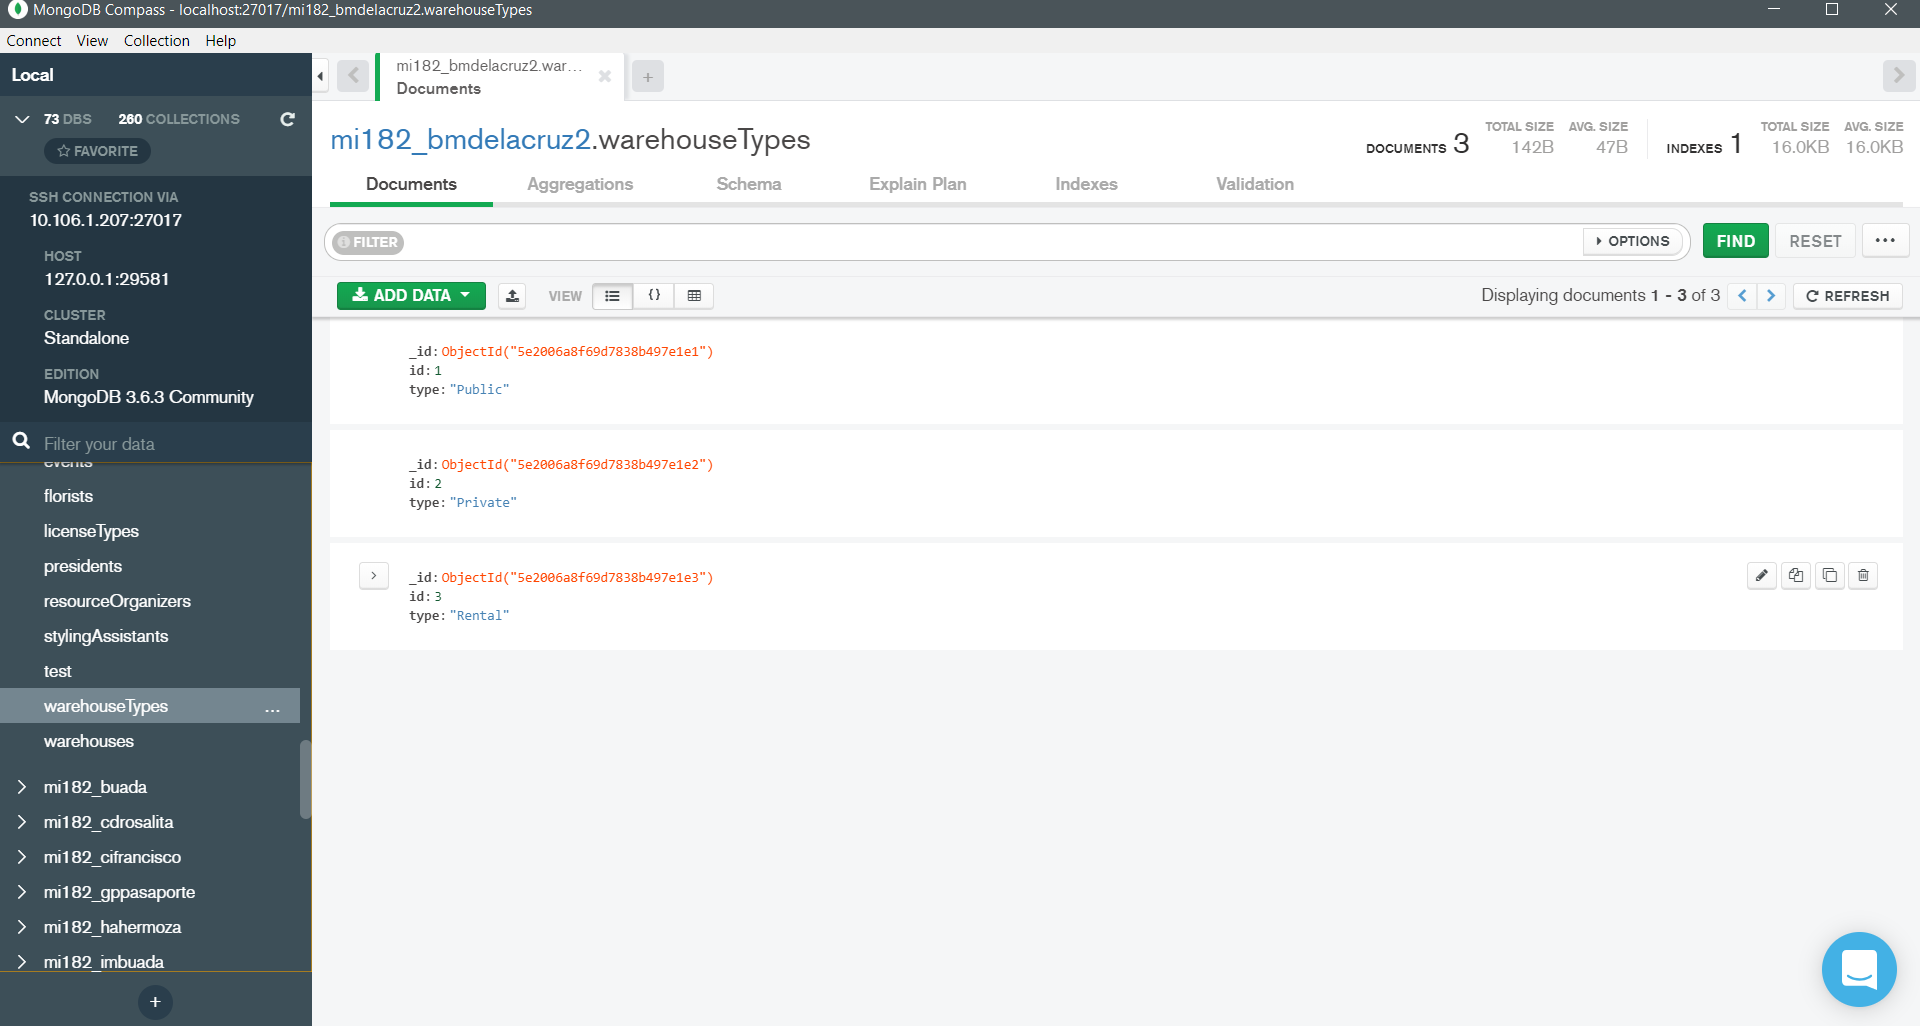 MongoDB Compass - localhost:27017/mi182_bmdelacruz2.warehouseTypes
Connect View Collection Help
Local
73 DBS 260 COLLECTIONS
FAVORITE
SSH CONNECTION VIA
10.106.1.207:27017
HOST
127.0.0.1:29581
CLUSTER
Standalone
EDITION
MongoDB 3.6.3 Community
Filter your data
events
florists
licenseTypes
presidents
resourceOrganizers
stylingAssistants
test
warehouseTypes ...
warehouses
mi182_buada
mi182_cdrosalita
mi182_cifrancisco
mi182_gppasaporte
mi182_hahermoza
mi182_imbuada
+
mi182_bmdelacruz2.war...
Documents
+
mi182_bmdelacruz2.warehouseTypes
DOCUMENTS 3 TOTAL SIZE 142B AVG. SIZE 47B INDEXES 1 TOTAL SIZE 16.0KB AVG. SIZE 16.0KB
Documents Aggregations Schema Explain Plan Indexes Validation
FILTER OPTIONS FIND RESET ...
ADD DATA VIEW {} Displaying documents 1 - 3 of 3 REFRESH
_id: ObjectId("5e2006a8f69d7838b497e1e1")
id: 1
type: "Public"
_id: ObjectId("5e2006a8f69d7838b497e1e2")
id: 2
type: "Private"
_id: ObjectId("5e2006a8f69d7838b497e1e3")
id: 3
type: "Rental"